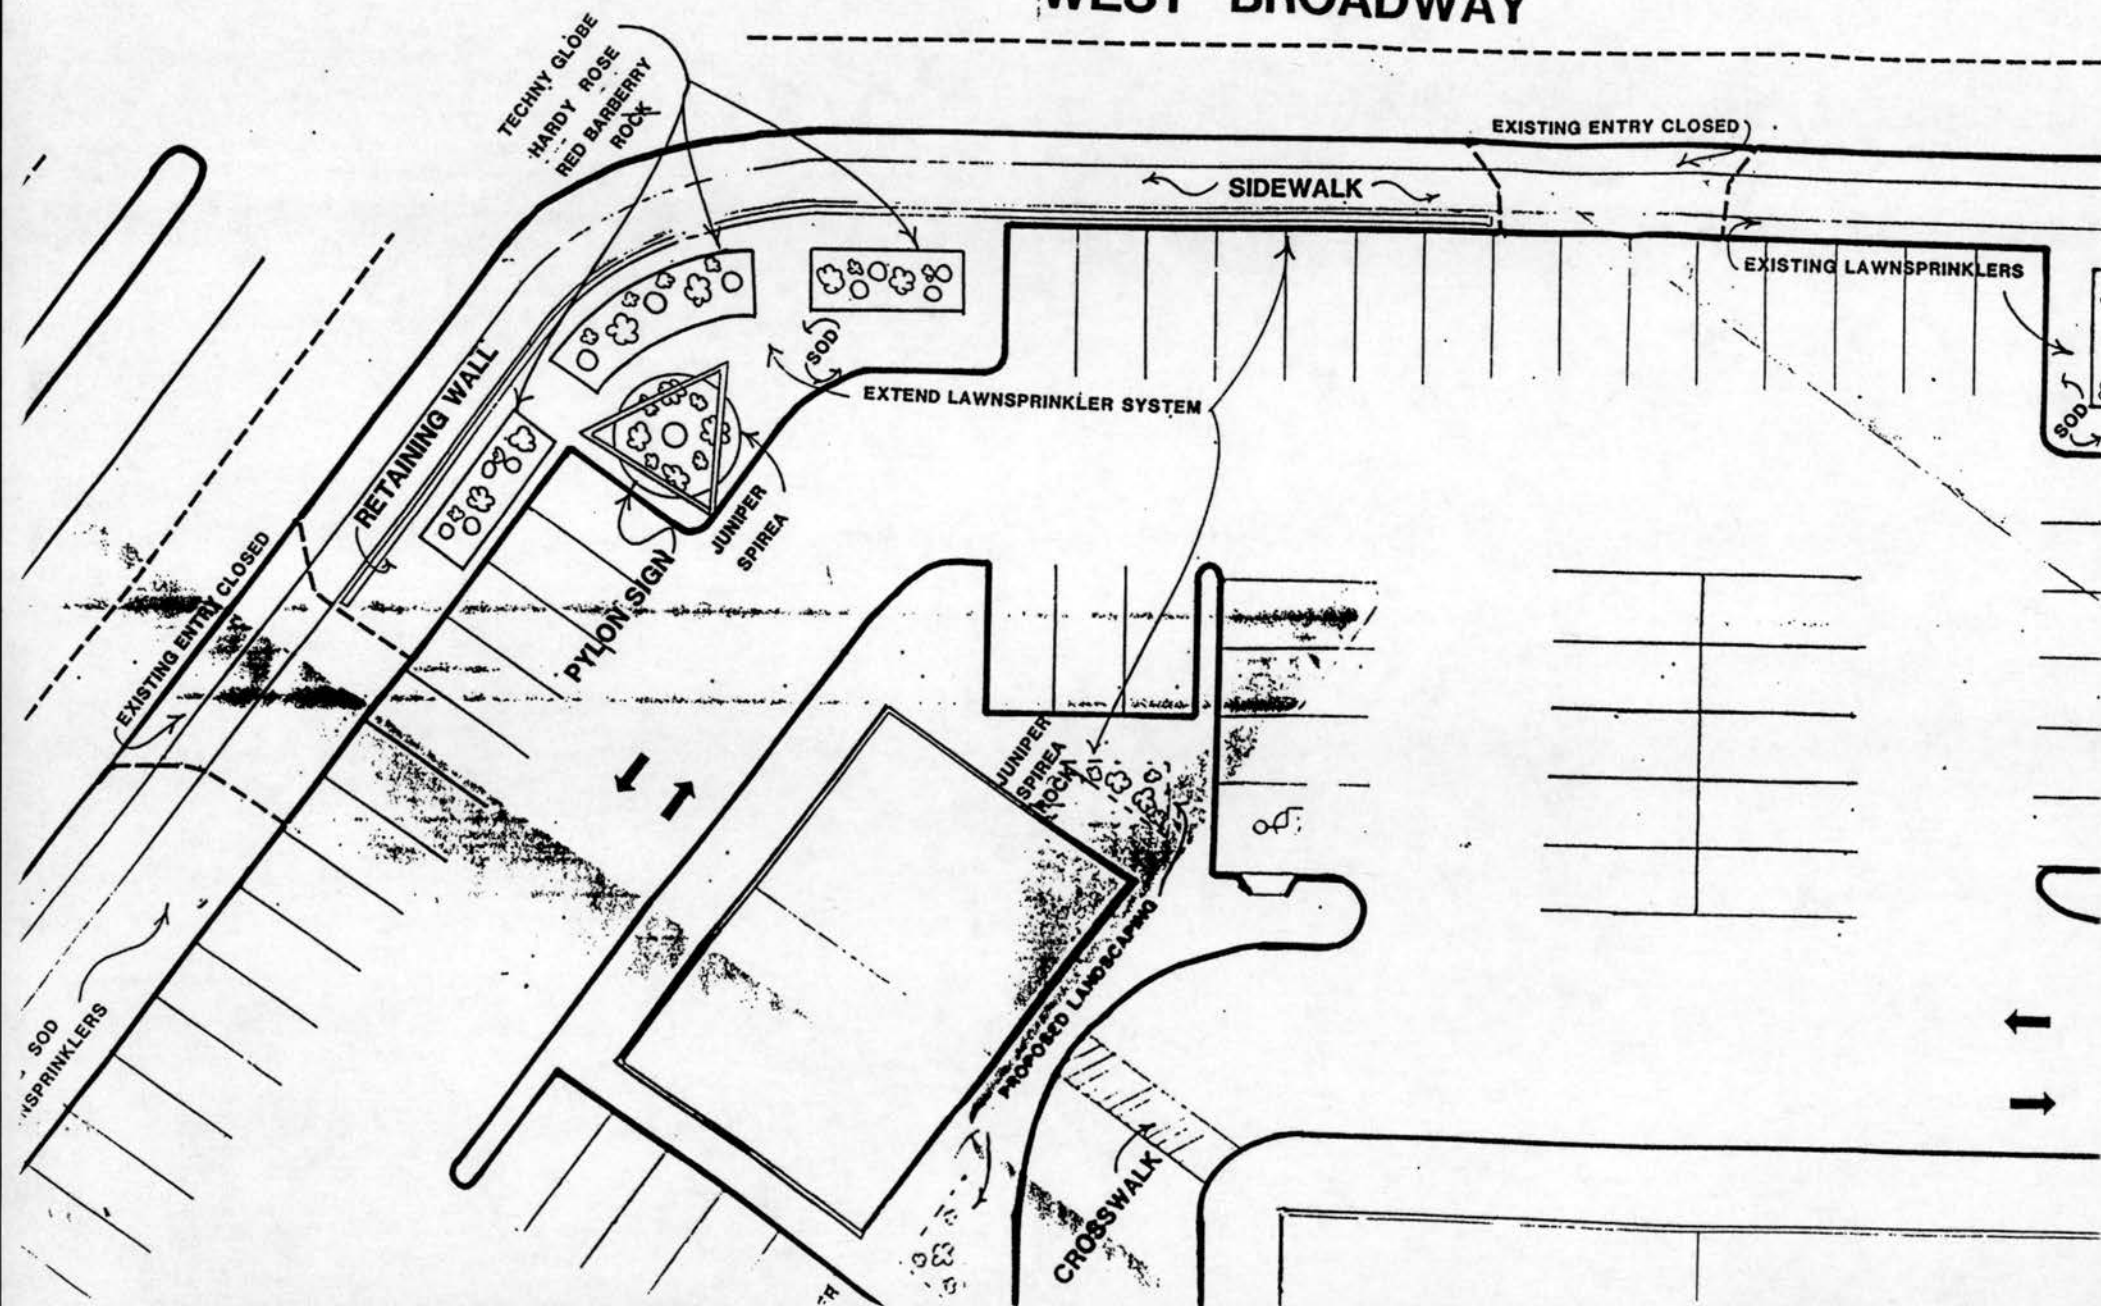 WEST BROADWAY
TECHNY GLOBE
HARDY ROSE
RED BARBERRY
ROCK
EXISTING ENTRY CLOSED
SIDEWALK
EXISTING LAWNSPRINKLERS
SOD
SOD
EXTEND LAWNSPRINKLER SYSTEM
RETAINING WALL
JUNIPER
SPIREA
PYLON SIGN
EXISTING ENTRY CLOSED
JUNIPER
SPIREA
ROCK
PROPOSED LANDSCAPING
SOD
NSPRINKLERS
CROSSWALK